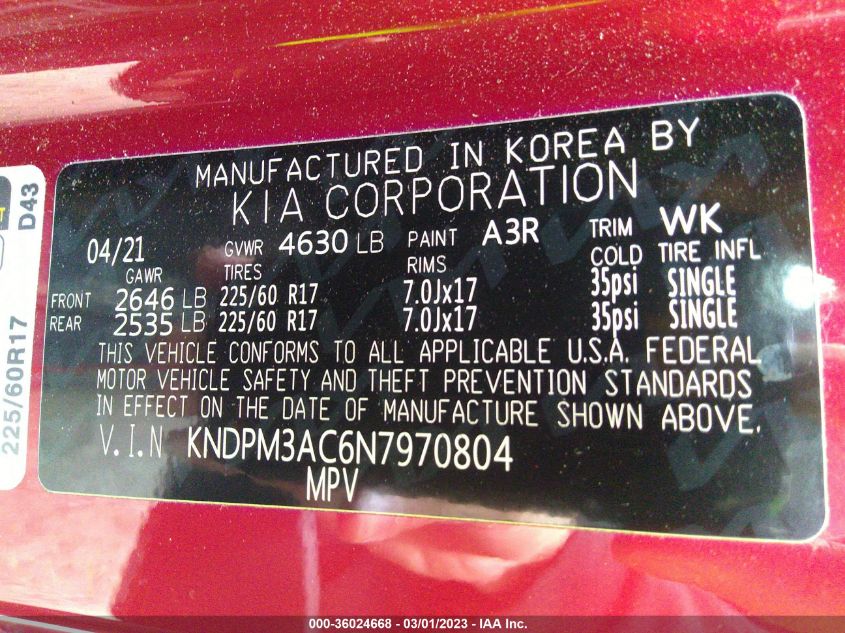 MANUFACTURED IN KOREA BY
KIA CORPORATION
04/21 GVWR 4630 LB PAINT A3R TRIM WK
GAWR TIRES RIMS COLD TIRE INFL
FRONT 2646 LB 225/60 R17 7.0Jx17 35psi SINGLE
REAR 2535 LB 225/60 R17 7.0Jx17 35psi SINGLE
THIS VEHICLE CONFORMS TO ALL APPLICABLE U.S.A. FEDERAL
MOTOR VEHICLE SAFETY AND THEFT PREVENTION STANDARDS
IN EFFECT ON THE DATE OF MANUFACTURE SHOWN ABOVE.
V.I.N KNDPM3AC6N7970804
MPV
D43
225/60R17
000-36024668 - 03/01/2023 - IAA Inc.